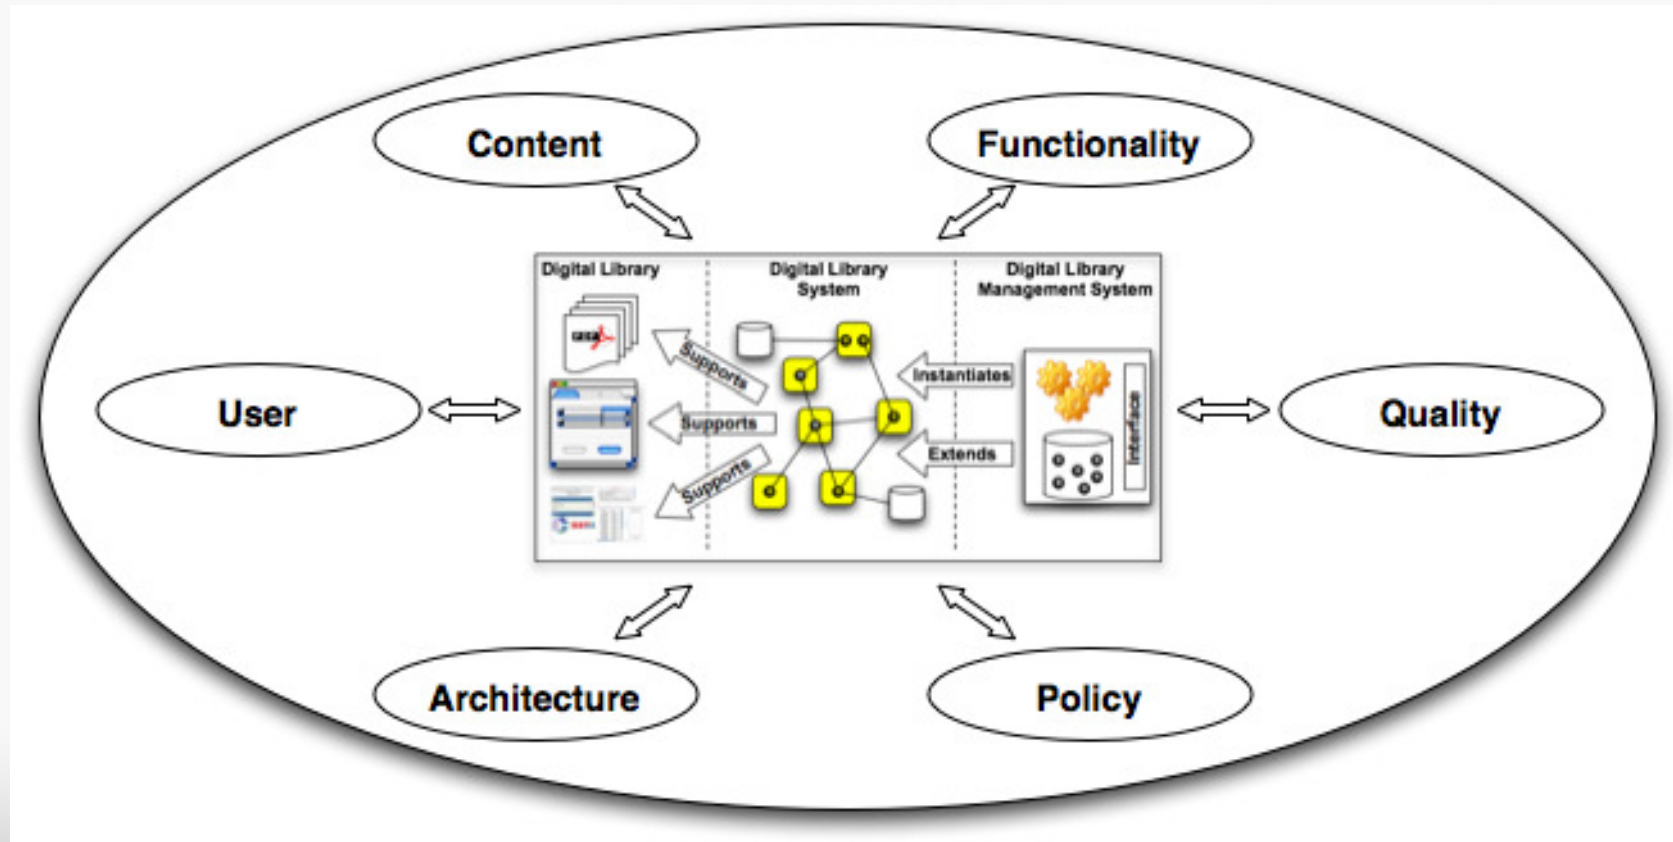 Content
Functionality
Digital Library
Digital Library
System
Digital Library
Management System
Supports
Supports
Supports
Instantiates
Extends
Interface
User
Quality
Architecture
Policy